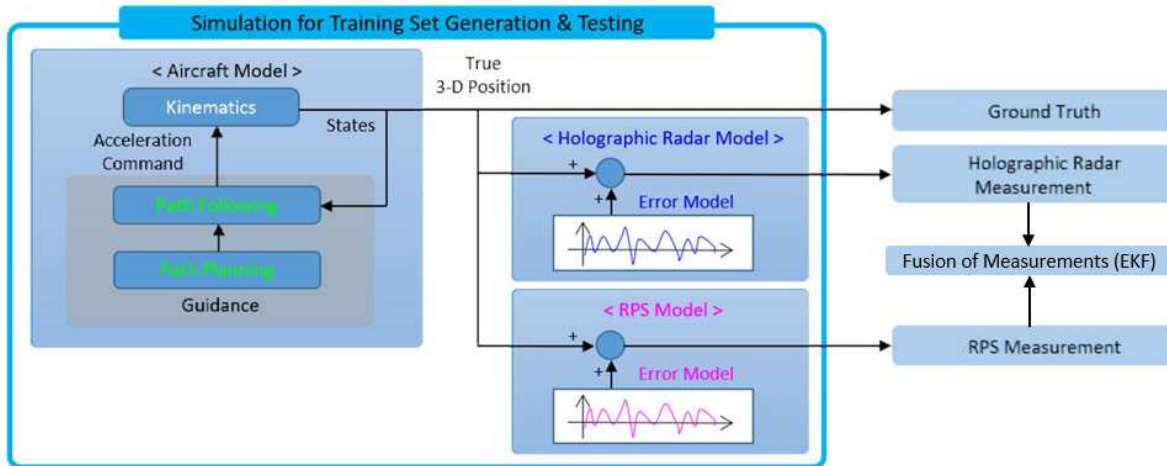 Simulation for Training Set Generation & Testing
< Aircraft Model >
Kinematics
Acceleration
Command
States
Path Following
Path Planning
Guidance
True
3-D Position
< Holographic Radar Model >
+
+
Error Model
< RPS Model >
+
+
Error Model
Ground Truth
Holographic Radar
Measurement
Fusion of Measurements (EKF)
RPS Measurement